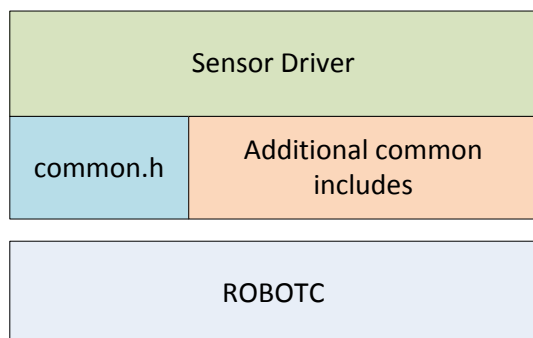 Sensor Driver
common.h
Additional common
includes
ROBOTC